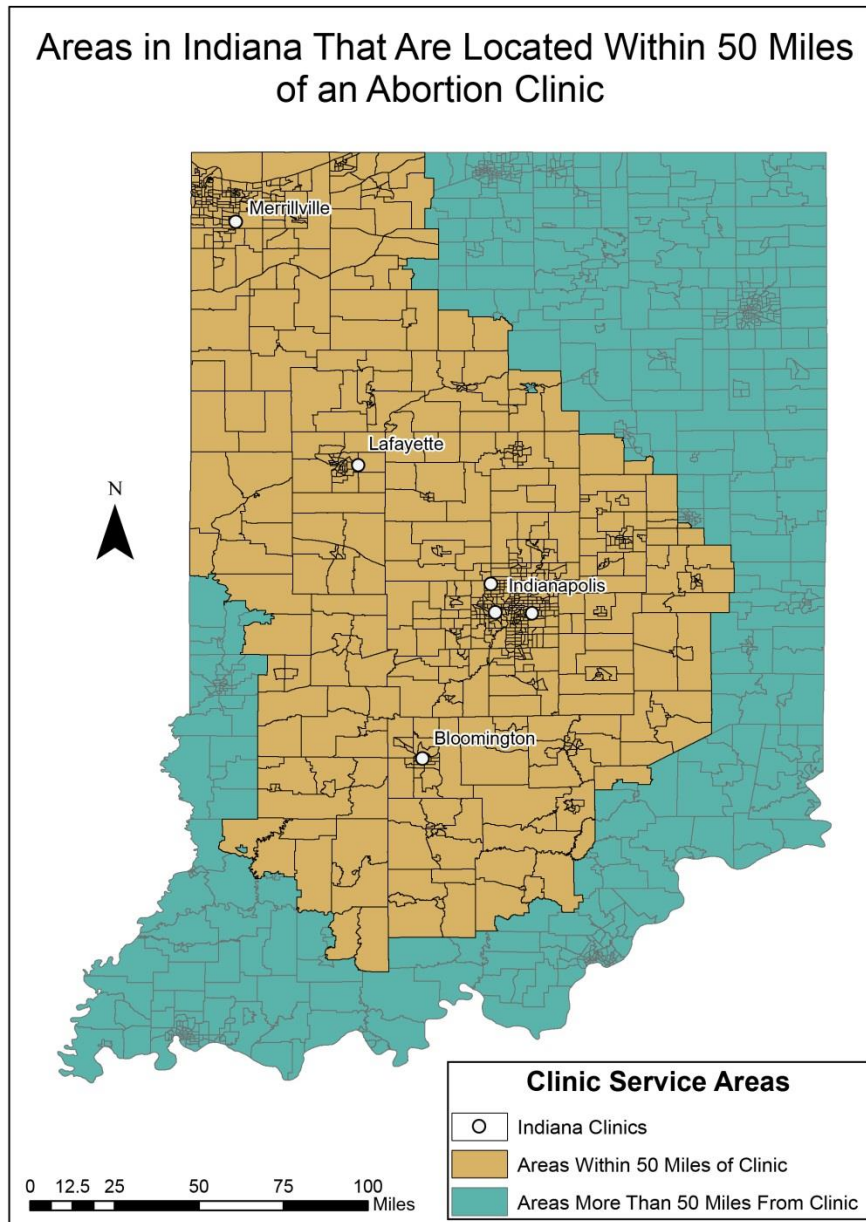 Areas in Indiana That Are Located Within 50 Miles
of an Abortion Clinic
Merrillville
Lafayette
N
Indianapolis
Bloomington
Clinic Service Areas
Indiana Clinics
Areas Within 50 Miles of Clinic
Areas More Than 50 Miles From Clinic
0 12.5 25 50 75 100
Miles